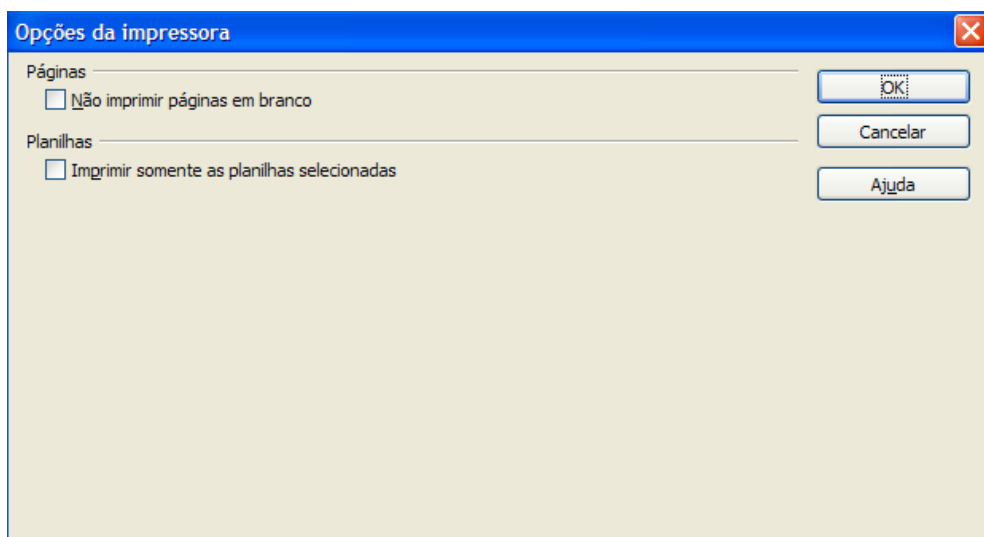 Opções da impressora
Páginas
Não imprimir páginas em branco
OK
Cancelar
Planilhas
Imprimir somente as planilhas selecionadas
Ajuda